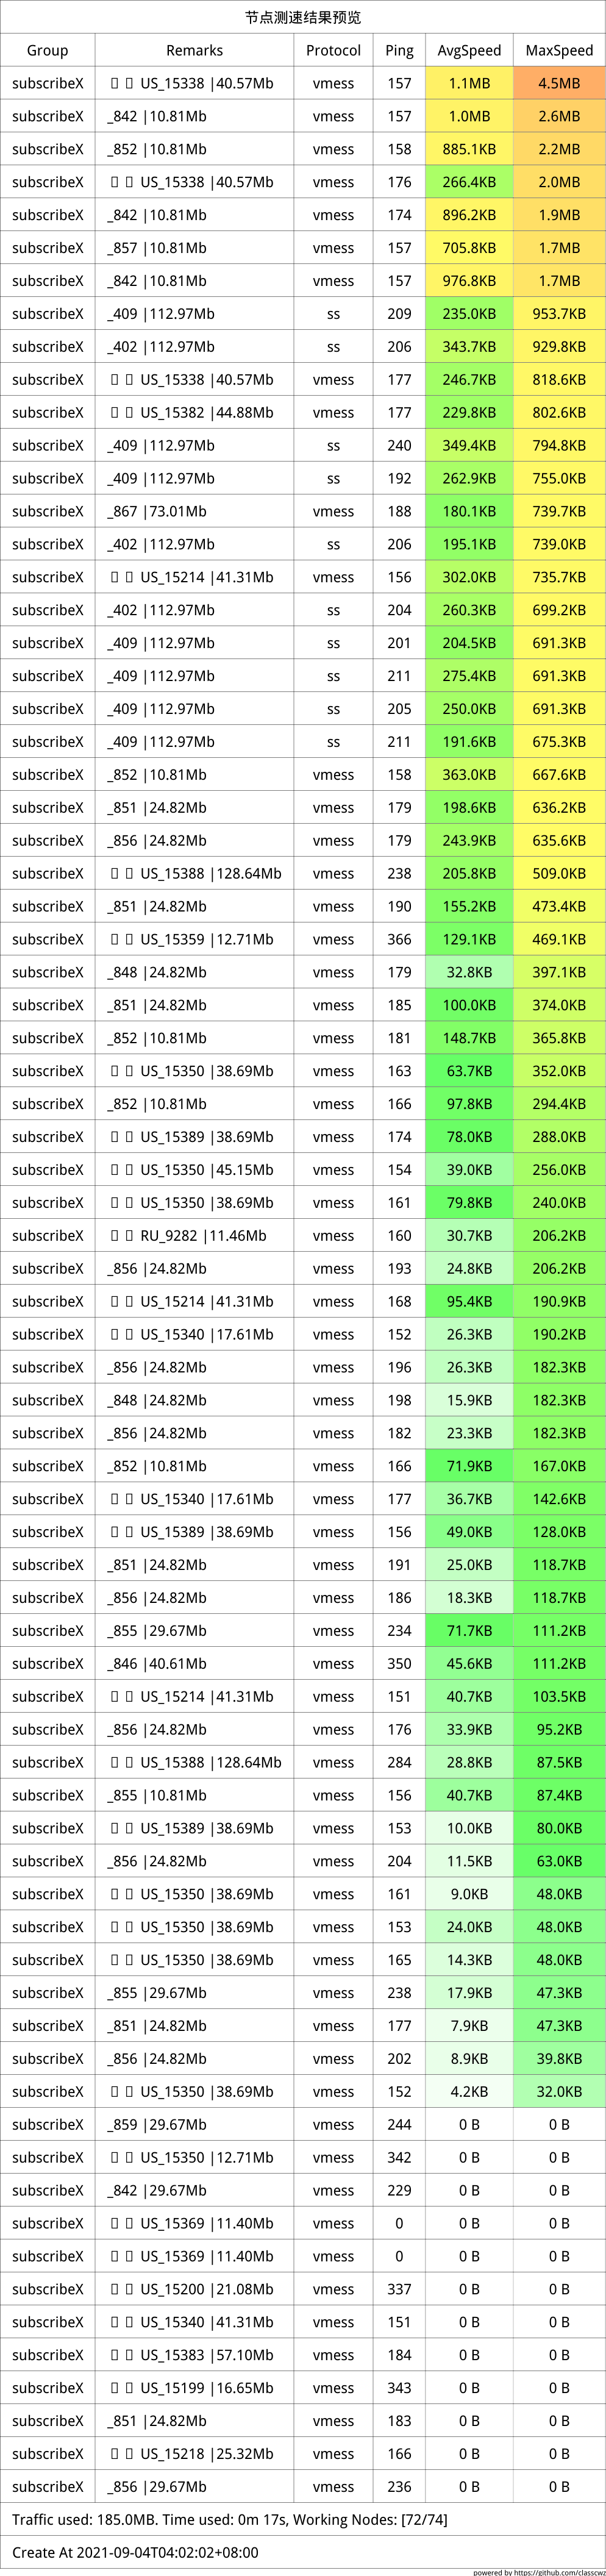 节点测速结果预览
Group Remarks Protocol Ping AvgSpeed MaxSpeed
subscribeX US_15338 |40.57Mb vmess 157 1.1MB 4.5MB
subscribeX _842 |10.81Mb vmess 157 1.0MB 2.6MB
subscribeX _852 |10.81Mb vmess 158 885.1KB 2.2MB
subscribeX US_15338 |40.57Mb vmess 176 266.4KB 2.0MB
subscribeX _842 |10.81Mb vmess 174 896.2KB 1.9MB
subscribeX _857 |10.81Mb vmess 157 705.8KB 1.7MB
subscribeX _842 |10.81Mb vmess 157 976.8KB 1.7MB
subscribeX _409 |112.97Mb ss 209 235.0KB 953.7KB
subscribeX _402 |112.97Mb ss 206 343.7KB 929.8KB
subscribeX US_15338 |40.57Mb vmess 177 246.7KB 818.6KB
subscribeX US_15382 |44.88Mb vmess 177 229.8KB 802.6KB
subscribeX _409 |112.97Mb ss 240 349.4KB 794.8KB
subscribeX _409 |112.97Mb ss 192 262.9KB 755.0KB
subscribeX _867 |73.01Mb vmess 188 180.1KB 739.7KB
subscribeX _402 |112.97Mb ss 206 195.1KB 739.0KB
subscribeX US_15214 |41.31Mb vmess 156 302.0KB 735.7KB
subscribeX _402 |112.97Mb ss 204 260.3KB 699.2KB
subscribeX _409 |112.97Mb ss 201 204.5KB 691.3KB
subscribeX _409 |112.97Mb ss 211 275.4KB 691.3KB
subscribeX _409 |112.97Mb ss 205 250.0KB 691.3KB
subscribeX _409 |112.97Mb ss 211 191.6KB 675.3KB
subscribeX _852 |10.81Mb vmess 158 363.0KB 667.6KB
subscribeX _851 |24.82Mb vmess 179 198.6KB 636.2KB
subscribeX _856 |24.82Mb vmess 179 243.9KB 635.6KB
subscribeX US_15388 |128.64Mb vmess 238 205.8KB 509.0KB
subscribeX _851 |24.82Mb vmess 190 155.2KB 473.4KB
subscribeX US_15359 |12.71Mb vmess 366 129.1KB 469.1KB
subscribeX _848 |24.82Mb vmess 179 32.8KB 397.1KB
subscribeX _851 |24.82Mb vmess 185 100.0KB 374.0KB
subscribeX _852 |10.81Mb vmess 181 148.7KB 365.8KB
subscribeX US_15350 |38.69Mb vmess 163 63.7KB 352.0KB
subscribeX _852 |10.81Mb vmess 166 97.8KB 294.4KB
subscribeX US_15389 |38.69Mb vmess 174 78.0KB 288.0KB
subscribeX US_15350 |45.15Mb vmess 154 39.0KB 256.0KB
subscribeX US_15350 |38.69Mb vmess 161 79.8KB 240.0KB
subscribeX RU_9282 |11.46Mb vmess 160 30.7KB 206.2KB
subscribeX _856 |24.82Mb vmess 193 24.8KB 206.2KB
subscribeX US_15214 |41.31Mb vmess 168 95.4KB 190.9KB
subscribeX US_15340 |17.61Mb vmess 152 26.3KB 190.2KB
subscribeX _856 |24.82Mb vmess 196 26.3KB 182.3KB
subscribeX _848 |24.82Mb vmess 198 15.9KB 182.3KB
subscribeX _856 |24.82Mb vmess 182 23.3KB 182.3KB
subscribeX _852 |10.81Mb vmess 166 71.9KB 167.0KB
subscribeX US_15340 |17.61Mb vmess 177 36.7KB 142.6KB
subscribeX US_15389 |38.69Mb vmess 156 49.0KB 128.0KB
subscribeX _851 |24.82Mb vmess 191 25.0KB 118.7KB
subscribeX _856 |24.82Mb vmess 186 18.3KB 118.7KB
subscribeX _855 |29.67Mb vmess 234 71.7KB 111.2KB
subscribeX _846 |40.61Mb vmess 350 45.6KB 111.2KB
subscribeX US_15214 |41.31Mb vmess 151 40.7KB 103.5KB
subscribeX _856 |24.82Mb vmess 176 33.9KB 95.2KB
subscribeX US_15388 |128.64Mb vmess 284 28.8KB 87.5KB
subscribeX _855 |10.81Mb vmess 156 40.7KB 87.4KB
subscribeX US_15389 |38.69Mb vmess 153 10.0KB 80.0KB
subscribeX _856 |24.82Mb vmess 204 11.5KB 63.0KB
subscribeX US_15350 |38.69Mb vmess 161 9.0KB 48.0KB
subscribeX US_15350 |38.69Mb vmess 153 24.0KB 48.0KB
subscribeX US_15350 |38.69Mb vmess 165 14.3KB 48.0KB
subscribeX _855 |29.67Mb vmess 238 17.9KB 47.3KB
subscribeX _851 |24.82Mb vmess 177 7.9KB 47.3KB
subscribeX _856 |24.82Mb vmess 202 8.9KB 39.8KB
subscribeX US_15350 |38.69Mb vmess 152 4.2KB 32.0KB
subscribeX _859 |29.67Mb vmess 244 0 B 0 B
subscribeX US_15350 |12.71Mb vmess 342 0 B 0 B
subscribeX _842 |29.67Mb vmess 229 0 B 0 B
subscribeX US_15369 |11.40Mb vmess 0 0 B 0 B
subscribeX US_15369 |11.40Mb vmess 0 0 B 0 B
subscribeX US_15200 |21.08Mb vmess 337 0 B 0 B
subscribeX US_15340 |41.31Mb vmess 151 0 B 0 B
subscribeX US_15383 |57.10Mb vmess 184 0 B 0 B
subscribeX US_15199 |16.65Mb vmess 343 0 B 0 B
subscribeX _851 |24.82Mb vmess 183 0 B 0 B
subscribeX US_15218 |25.32Mb vmess 166 0 B 0 B
subscribeX _856 |29.67Mb vmess 236 0 B 0 B
Traffic used: 185.0MB. Time used: 0m 17s, Working Nodes: [72/74]
Create At 2021-09-04T04:02:02+08:00
powered by https://github.com/classcwz